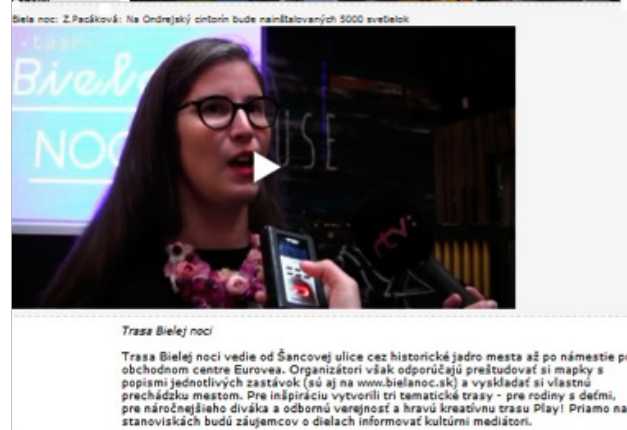 Biela noc: Z.Pacáková: Na Ondrejský cintorín bude nainštalovaných 5000 svetielok
tasr
Biela
NOC
USE
rtv:
Trasa Bielej noci
Trasa Bielej noci vedie od Šancovej ulice cez historické jadro mesta až po námestie pr
obchodnom centre Eurovea. Organizátori však odporúčajú preštudovať si mapky s
popismi jednotlivých zastávok (sú aj na www.bielanoc.sk) a vyskladať si vlastnú
prechádzku mestom. Pre inšpiráciu vytvorili tri tematické trasy - pre rodiny s deťmi,
pre náročnejšieho diváka a odbornú verejnosť a hravú kreatívnu trasu Play! Priamo na
stanoviskách budú záujemcov o dielach informovať kultúrni mediátori.